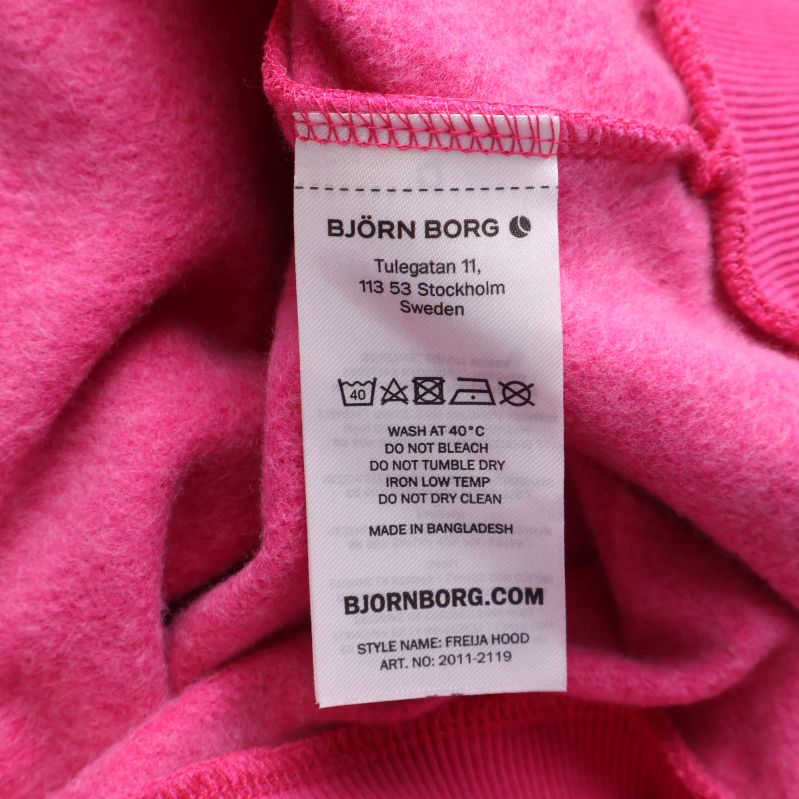 BJÖRN BORG
Tulegatan 11,
113 53 Stockholm
Sweden
40
WASH AT 40°C
DO NOT BLEACH
DO NOT TUMBLE DRY
IRON LOW TEMP
DO NOT DRY CLEAN
MADE IN BANGLADESH
BJORNBORG.COM
STYLE NAME: FREIJA HOOD
ART. NO: 2011-2119